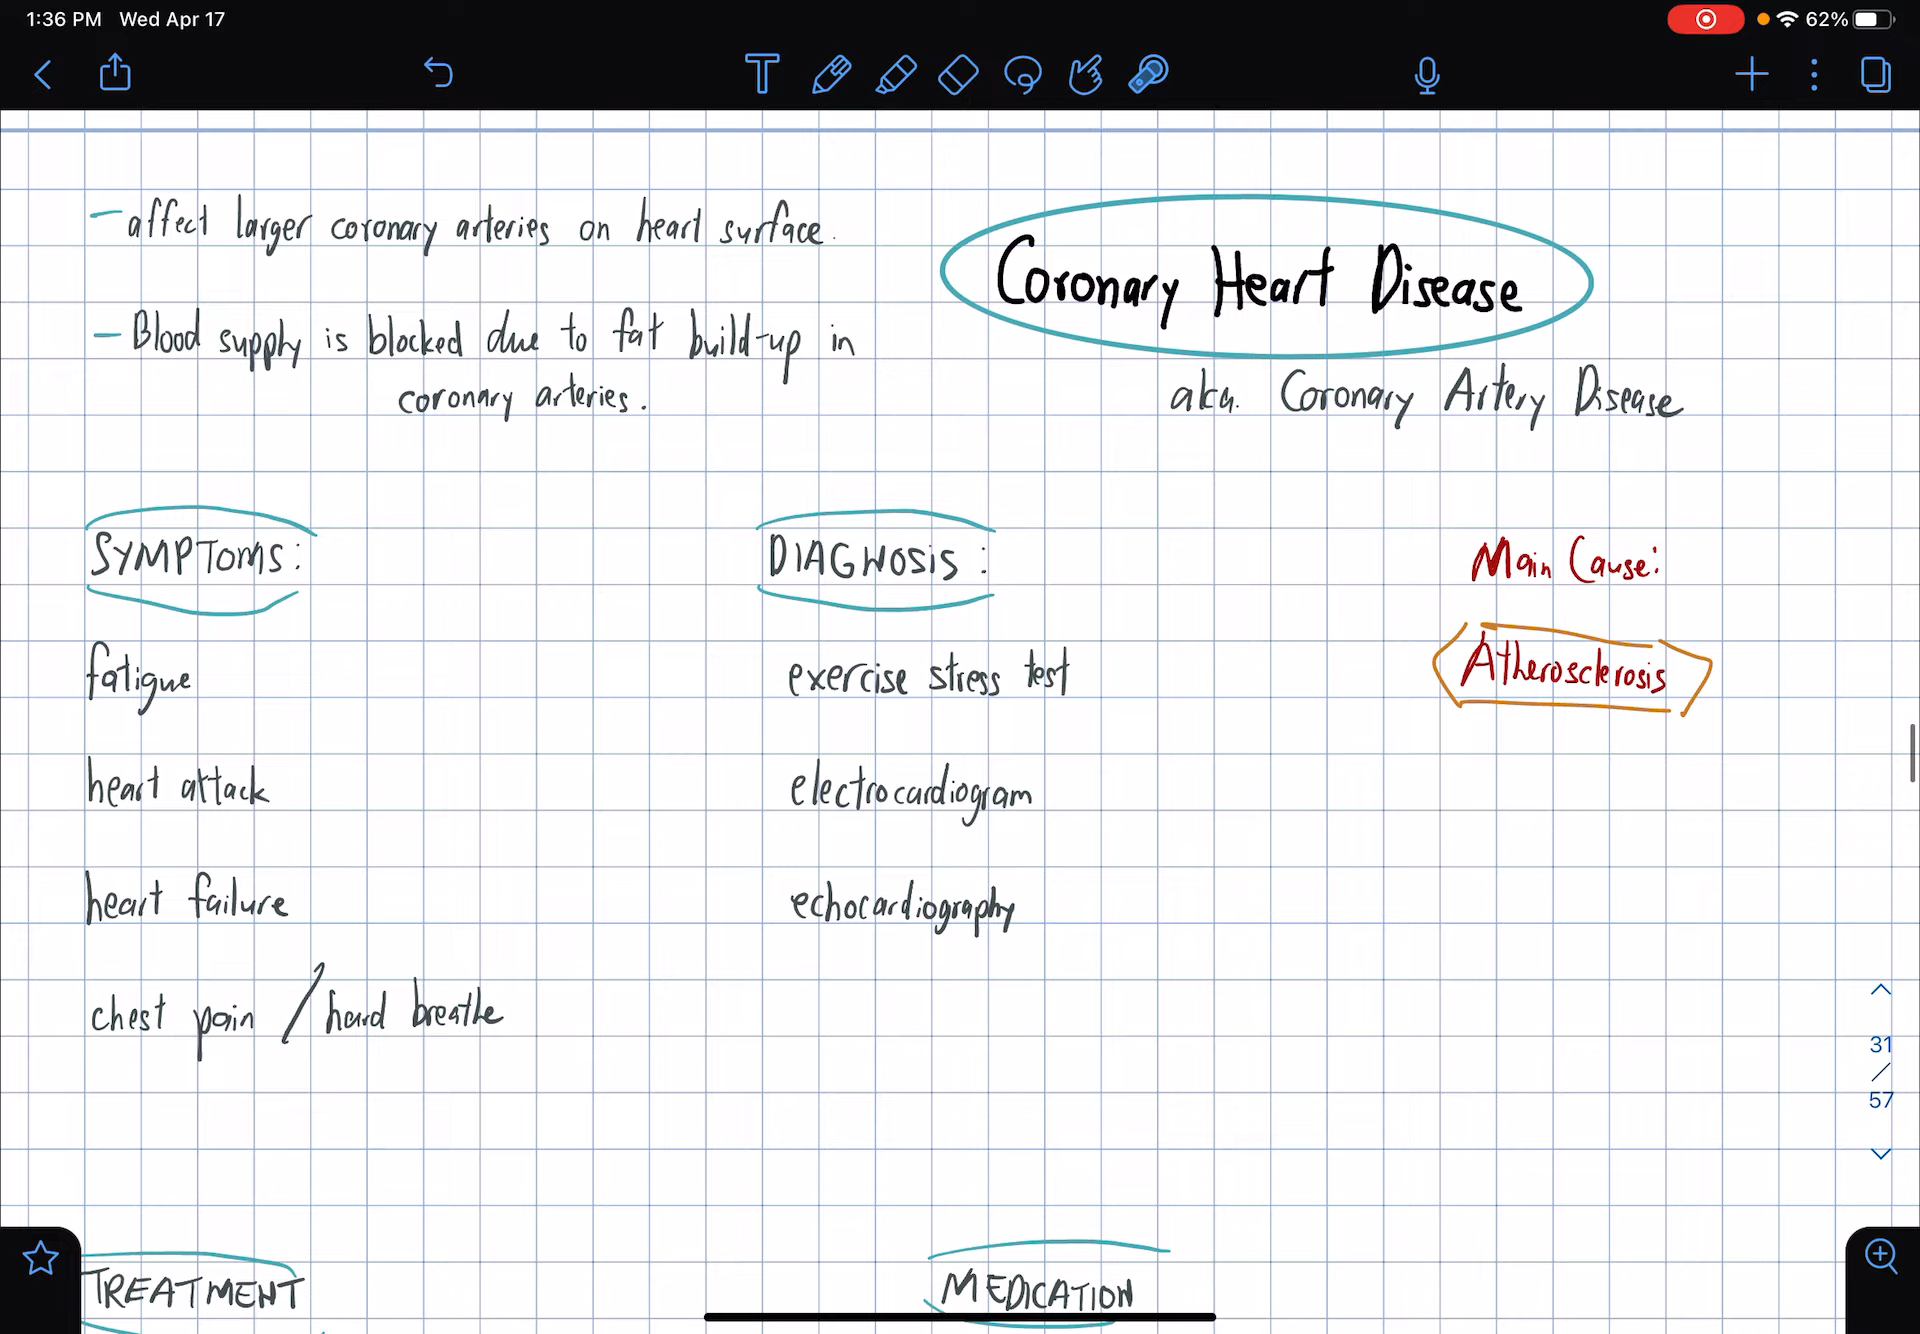 1:36 PM Wed Apr 17
62%
- affect larger coronary arteries on heart surface.
- Blood supply is blocked due to fat build-up in
coronary arteries.
Coronary Heart Disease
aka. Coronary Artery Disease
SYMPToms:
fatigue
heart attack
heart failure
chest pain / hard breathe
DIAGNosis :
exercise stress test
electrocardiogram
echocardiography
Main Cause:
Atherosclerosis
31
/
57
TREATMENT
MEDICATION